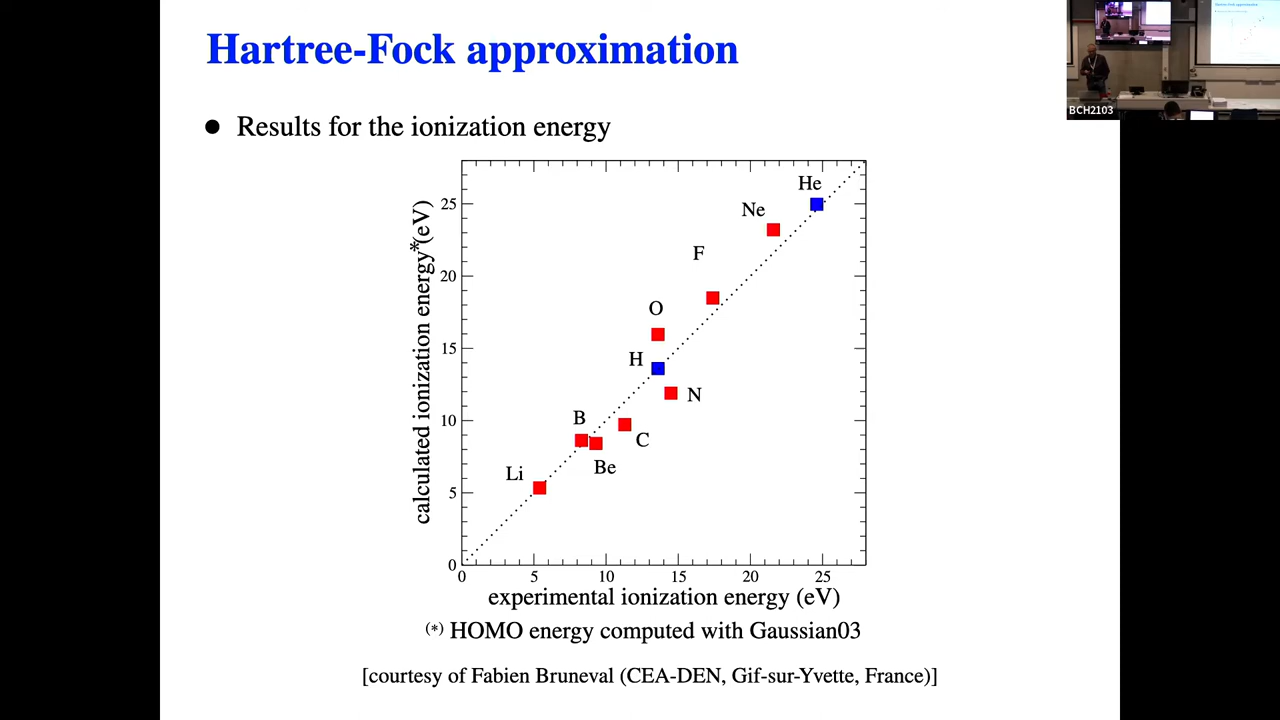 Hartree-Fock approximation
● Results for the ionization energy
calculated ionization energy*(eV)
25
20
15
10
5
0
He
Ne
F
O
H
N
B
C
Be
Li
0 5 10 15 20 25
experimental ionization energy (eV)
(*) HOMO energy computed with Gaussian03
[courtesy of Fabien Bruneval (CEA-DEN, Gif-sur-Yvette, France)]
BCH2103